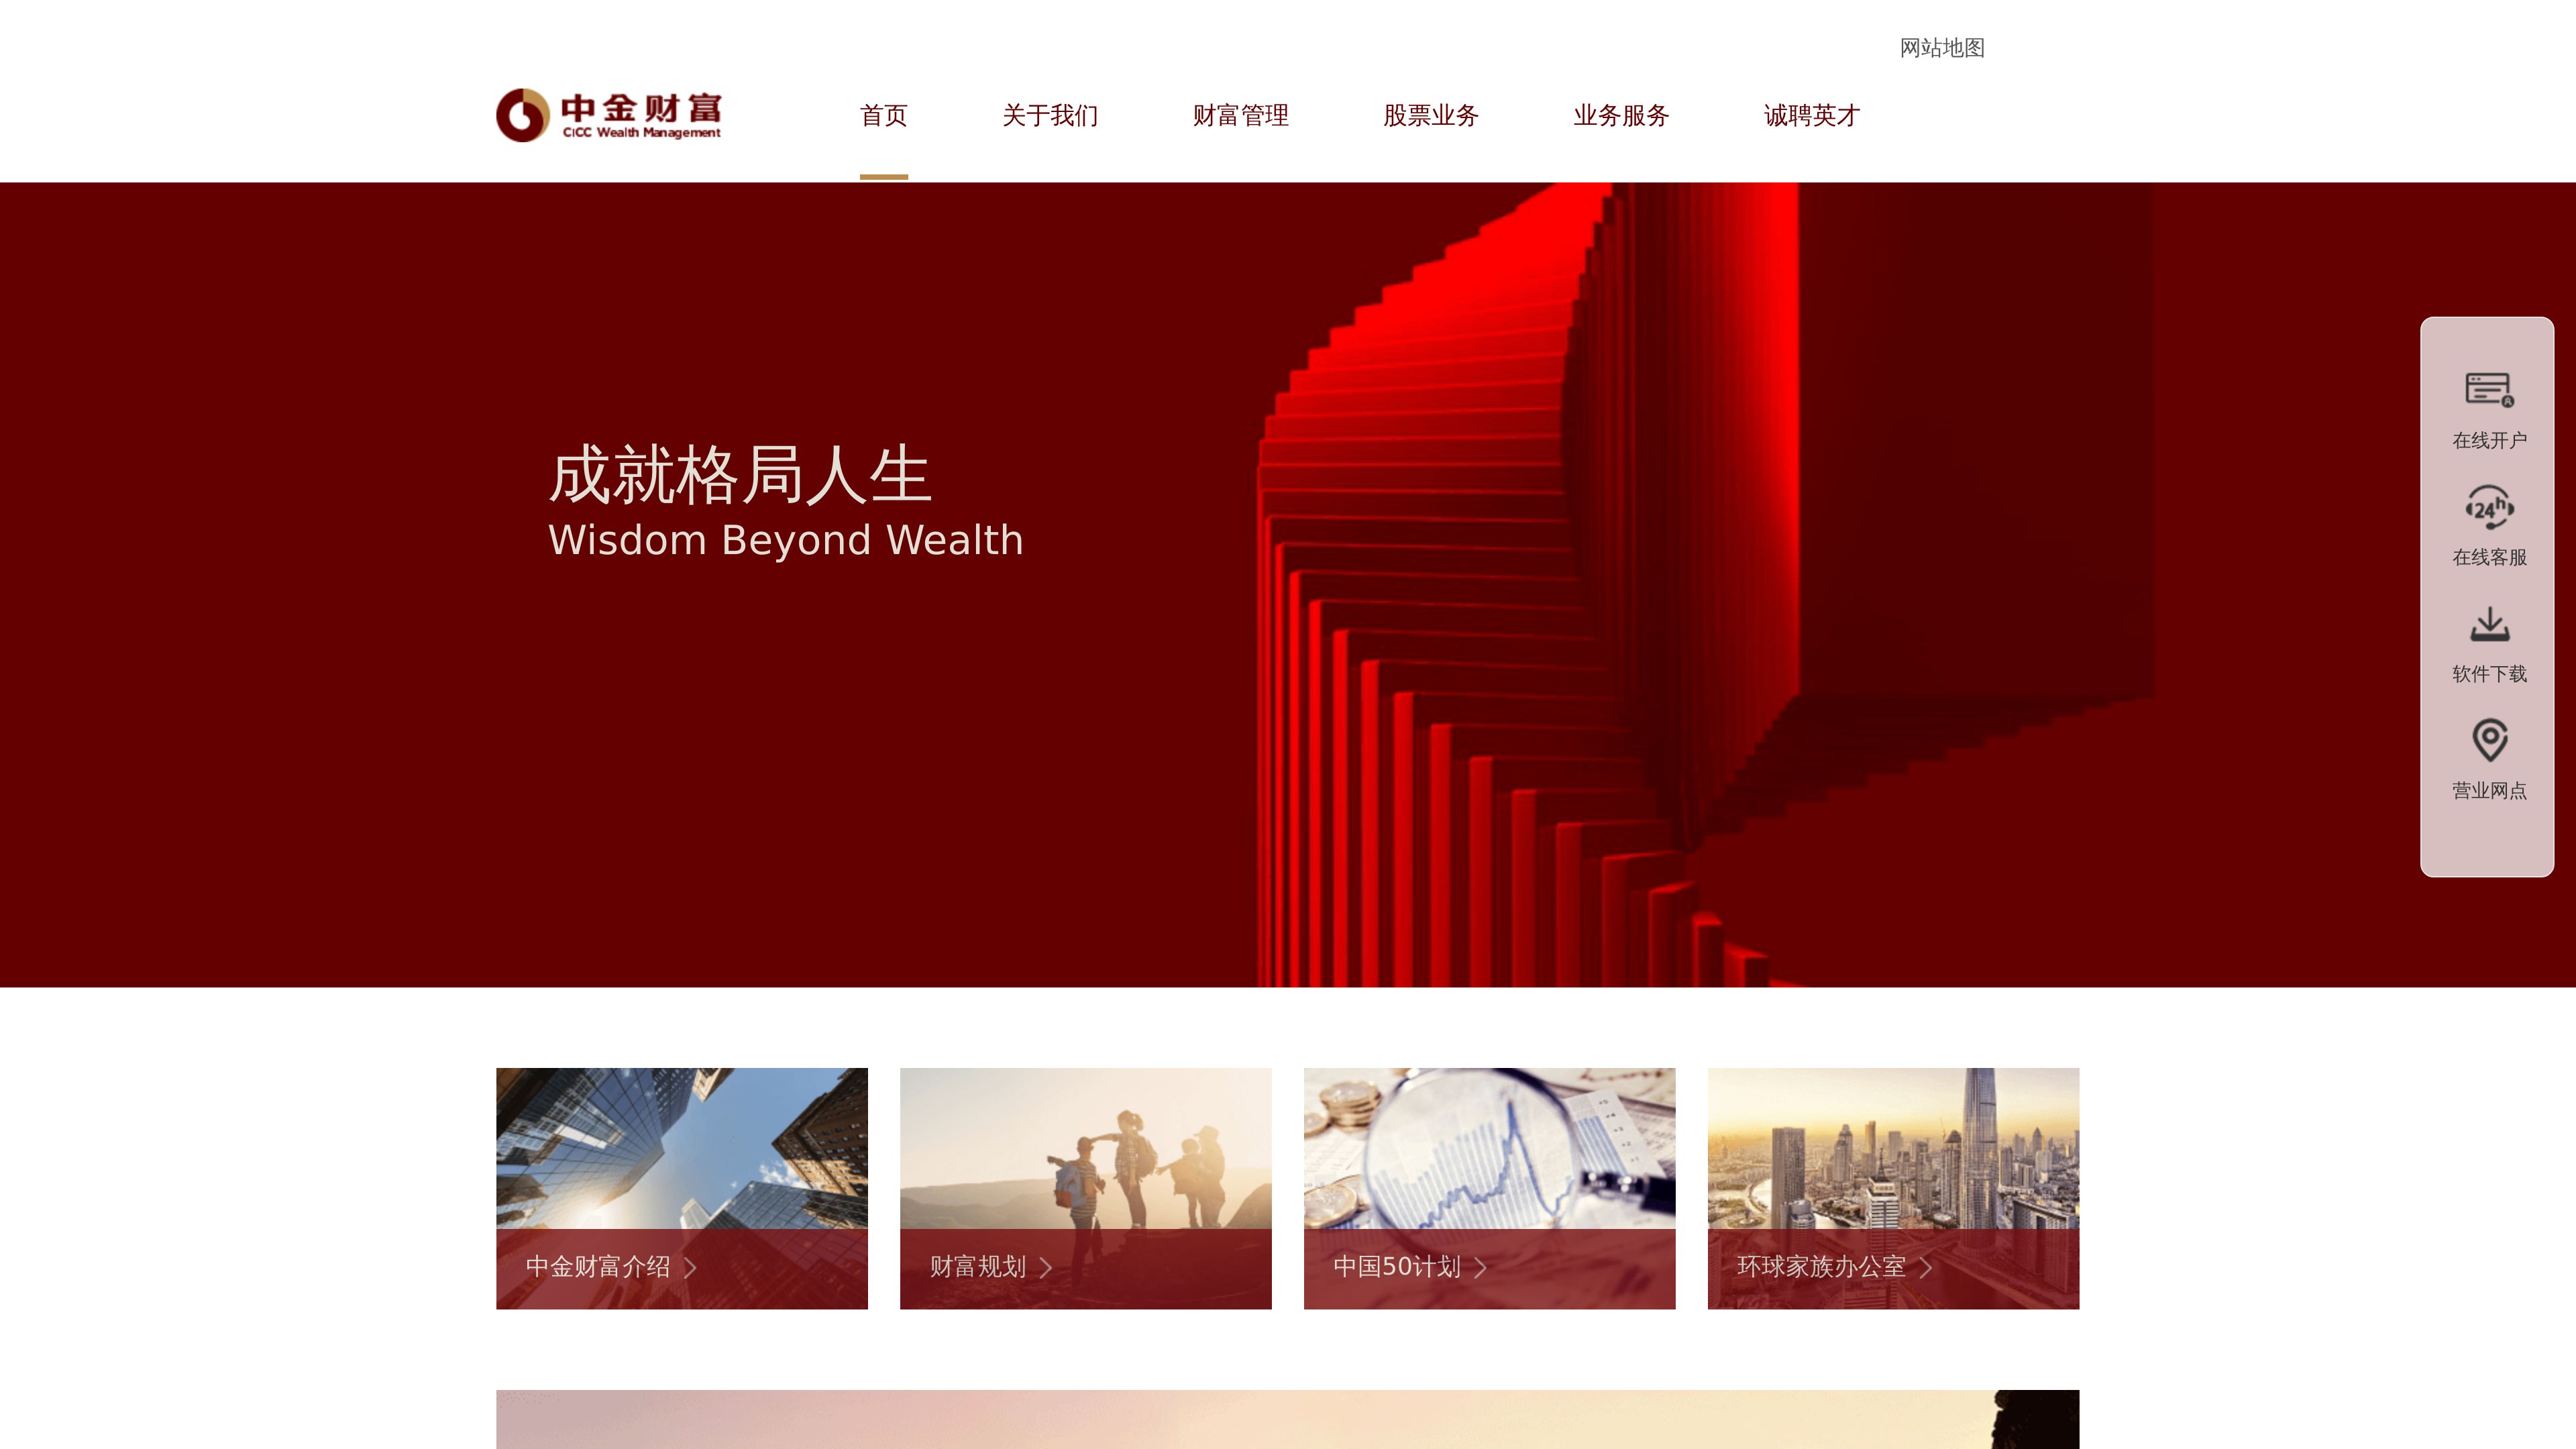 网站地图
中金财富
CICC Wealth Management
首页
关于我们
财富管理
股票业务
业务服务
诚聘英才
成就格局人生
Wisdom Beyond Wealth
在线开户
24h
在线客服
软件下载
营业网点
中金财富介绍
财富规划
中国50计划
环球家族办公室